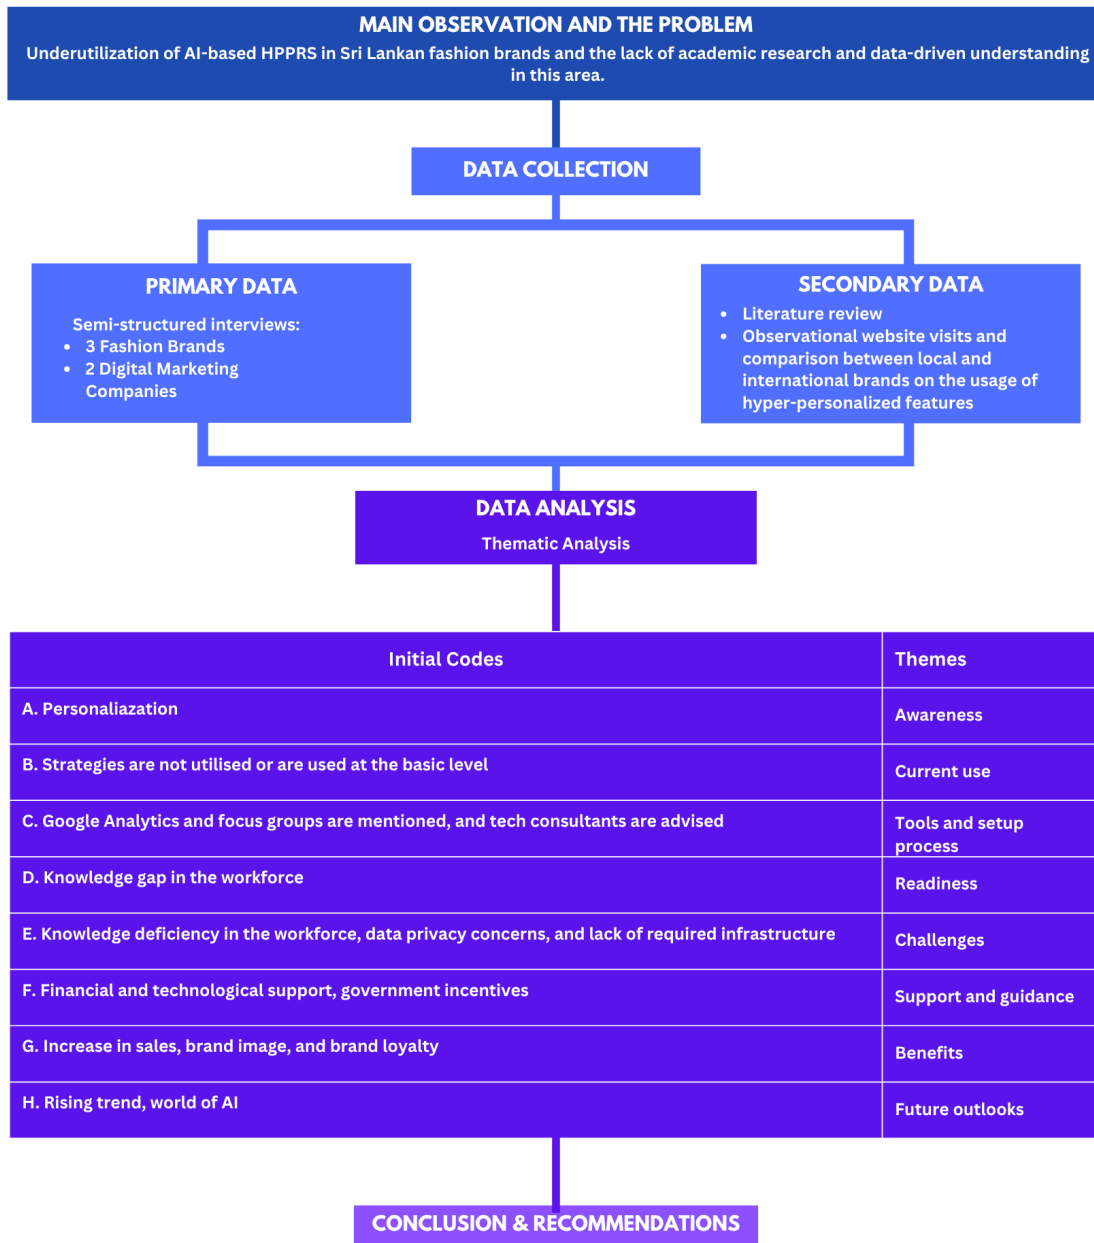 MAIN OBSERVATION AND THE PROBLEM
Underutilization of AI-based HPPRS in Sri Lankan fashion brands and the lack of academic research and data-driven understanding
in this area.
DATA COLLECTION
PRIMARY DATA
Semi-structured interviews:
• 3 Fashion Brands
• 2 Digital Marketing
Companies
SECONDARY DATA
• Literature review
• Observational website visits and
comparison between local and
international brands on the usage of
hyper-personalized features
DATA ANALYSIS
Thematic Analysis
Initial Codes
Themes
A. Personaliazation
Awareness
B. Strategies are not utilised or are used at the basic level
Current use
C. Google Analytics and focus groups are mentioned, and tech consultants are advised
Tools and setup
process
D. Knowledge gap in the workforce
Readiness
E. Knowledge deficiency in the workforce, data privacy concerns, and lack of required infrastructure
Challenges
F. Financial and technological support, government incentives
Support and guidance
G. Increase in sales, brand image, and brand loyalty
Benefits
H. Rising trend, world of AI
Future outlooks
CONCLUSION & RECOMMENDATIONS